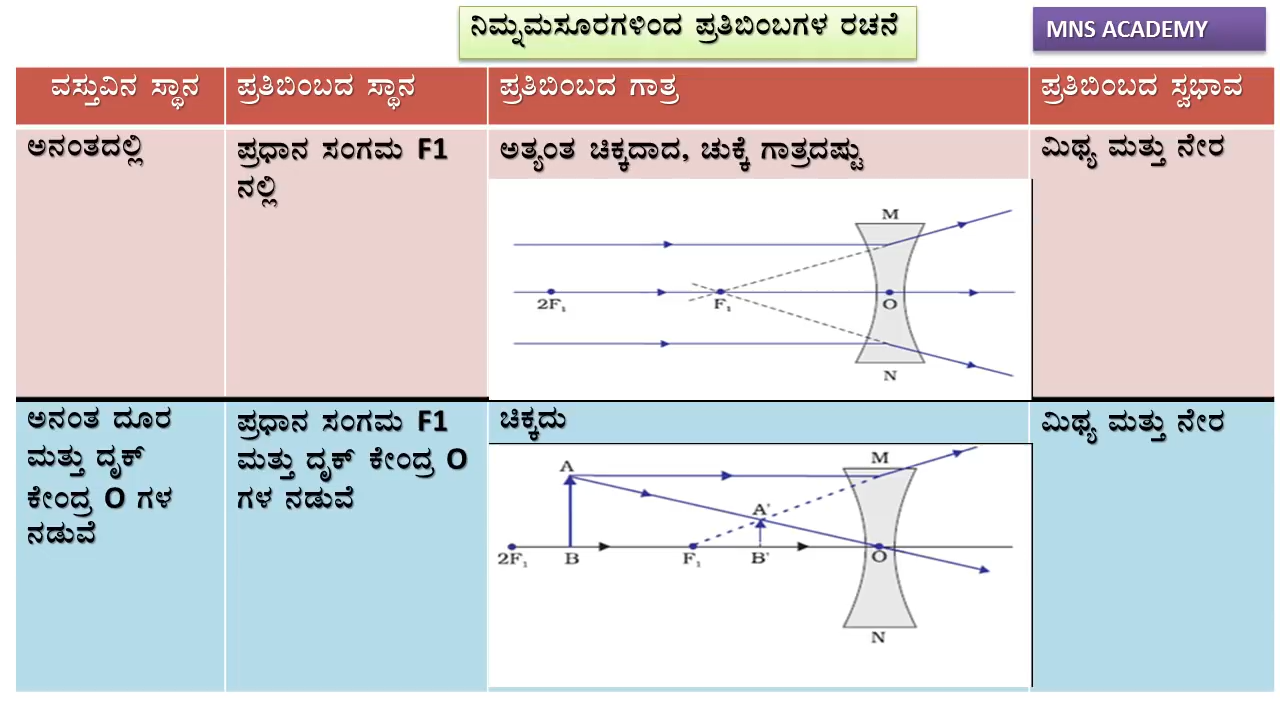 ನಿಮ್ನಮಸೂರಗಳಿಂದ ಪ್ರತಿಬಿಂಬಗಳ ರಚನೆ
MNS ACADEMY
ವಸ್ತುವಿನ ಸ್ಥಾನ
ಪ್ರತಿಬಿಂಬದ ಸ್ಥಾನ
ಪ್ರತಿಬಿಂಬದ ಗಾತ್ರ
ಪ್ರತಿಬಿಂಬದ ಸ್ವಭಾವ
ಅನಂತದಲ್ಲಿ
ಪ್ರಧಾನ ಸಂಗಮ F1
ನಲ್ಲಿ
ಅತ್ಯಂತ ಚಿಕ್ಕದಾದ, ಚುಕ್ಕೆ ಗಾತ್ರದಷ್ಟು
M
2F₁
F₁
O
N
ಮಿಥ್ಯ ಮತ್ತು ನೇರ
ಅನಂತ ದೂರ
ಮತ್ತು ದೃಕ್
ಕೇಂದ್ರ O ಗಳ
ನಡುವೆ
ಪ್ರಧಾನ ಸಂಗಮ F1
ಮತ್ತು ದೃಕ್ ಕೇಂದ್ರ O
ಗಳ ನಡುವೆ
ಚಿಕ್ಕದು
M
A
A'
2F₁
B
F₁
B'
O
N
ಮಿಥ್ಯ ಮತ್ತು ನೇರ